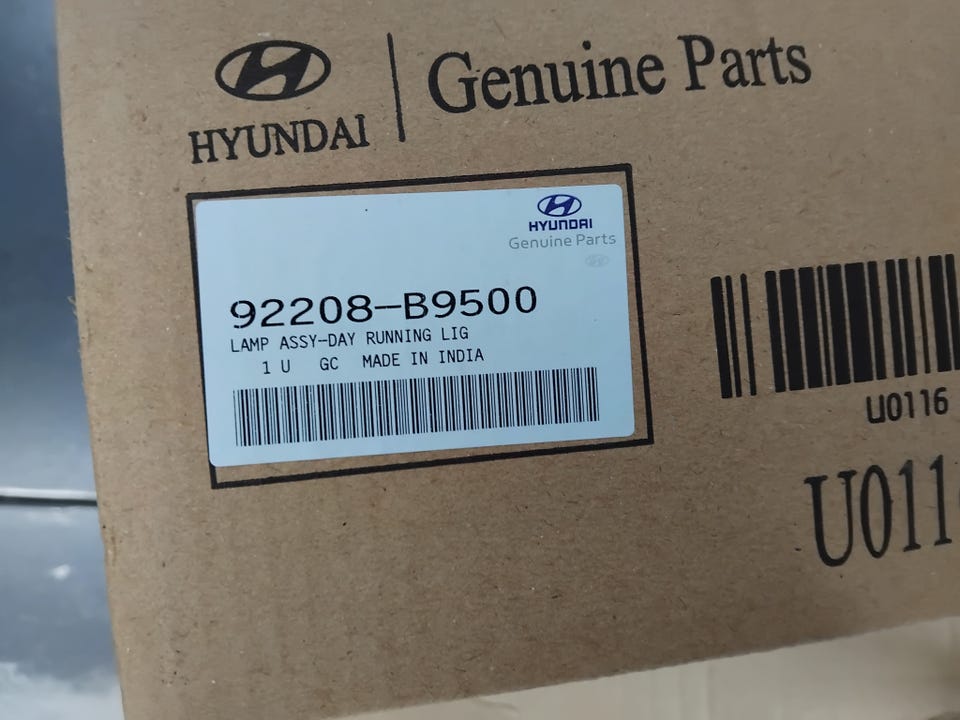 HYUNDAI
Genuine Parts
HYUNDAI
Genuine Parts
92208-B9500
LAMP ASSY-DAY RUNNING LIG
1 U GC MADE IN INDIA
U0116
U011